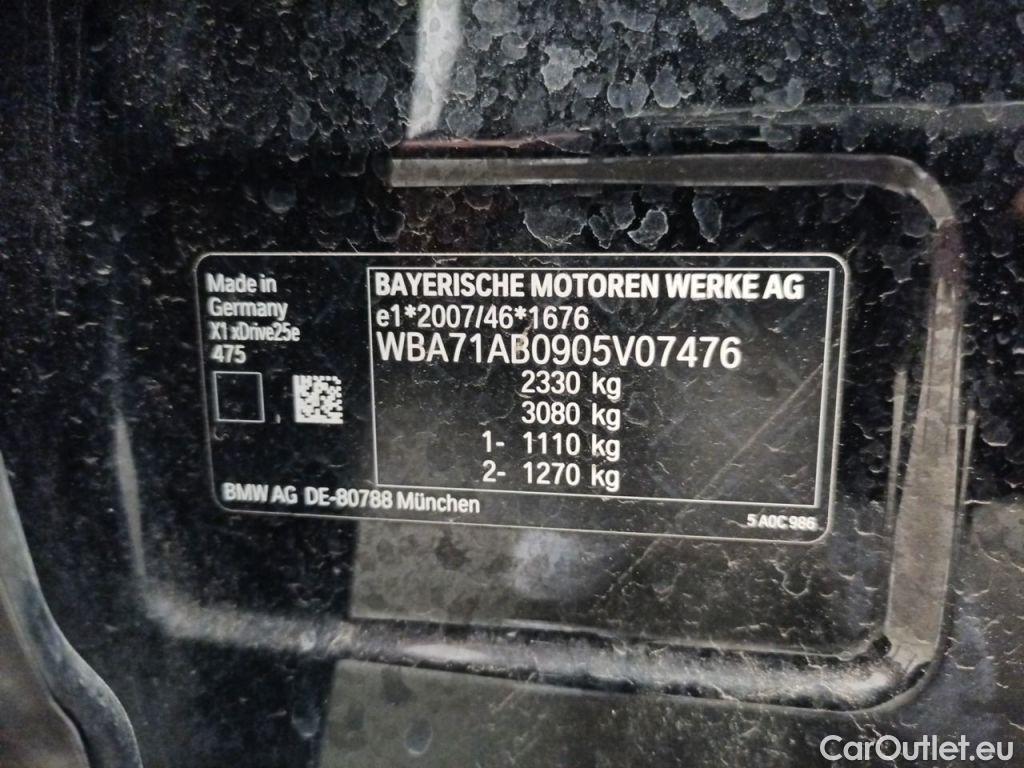 Made in
Germany
X1 xDrive25e
475
BAYERISCHE MOTOREN WERKE AG
e1*2007/46*1676
WBA71AB0905V07476
2330 kg
3080 kg
1- 1110 kg
2- 1270 kg
BMW AG DE-80788 München
5 A0C 986
CarOutlet.eu